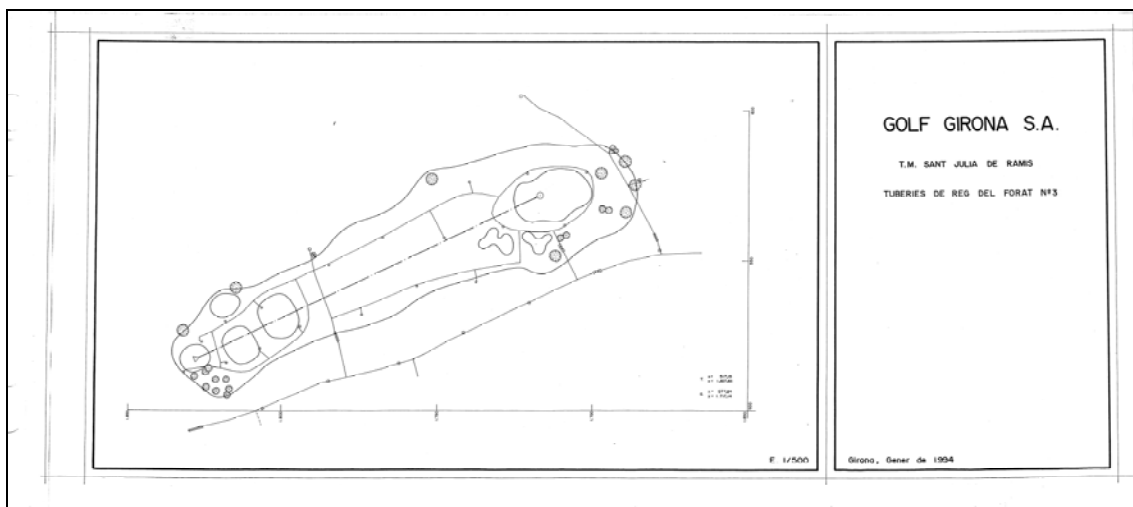 GOLF GIRONA S.A.
T.M. SANT JULIA DE RAMIS
TUBERIES DE REG DEL FORAT Nº3
E. 1/500
Girona, Gener de 1994